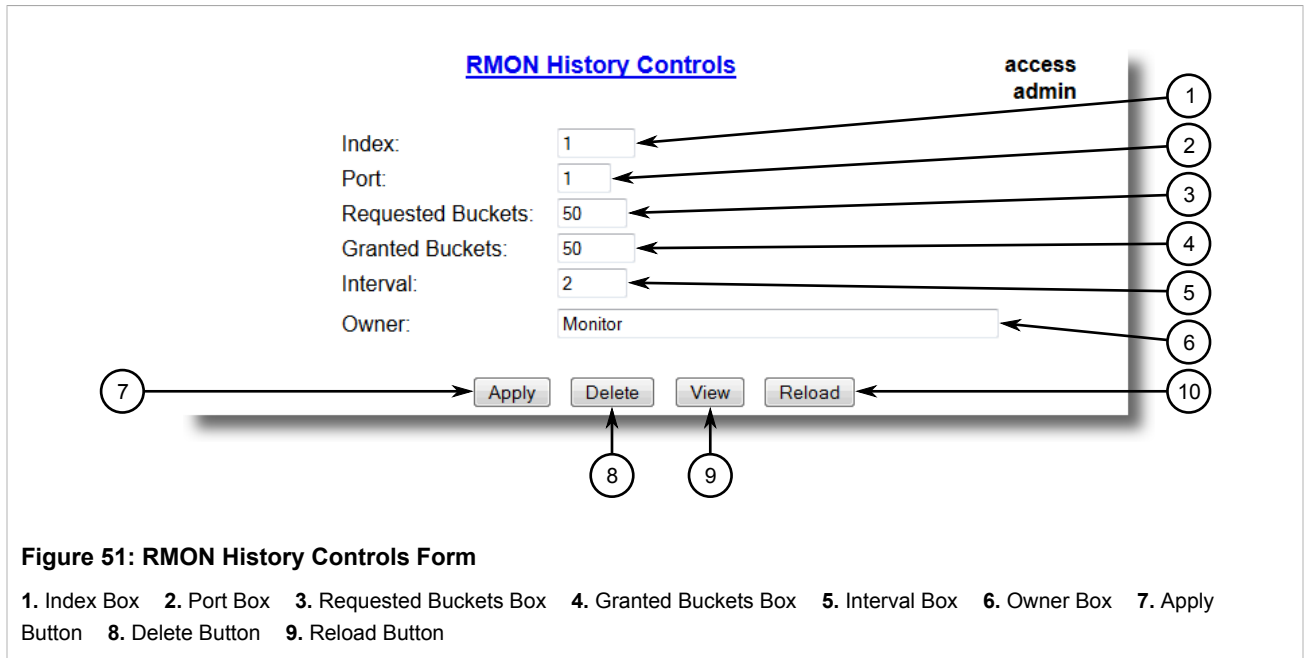 RMON History Controls
access
admin
1
Index: 1
2
Port: 1
3
Requested Buckets: 50
4
Granted Buckets: 50
Interval: 2
5
Owner: Monitor
6
7
Apply Delete View Reload
10
8 9
Figure 51: RMON History Controls Form
1. Index Box 2. Port Box 3. Requested Buckets Box 4. Granted Buckets Box 5. Interval Box 6. Owner Box 7. Apply
Button 8. Delete Button 9. Reload Button